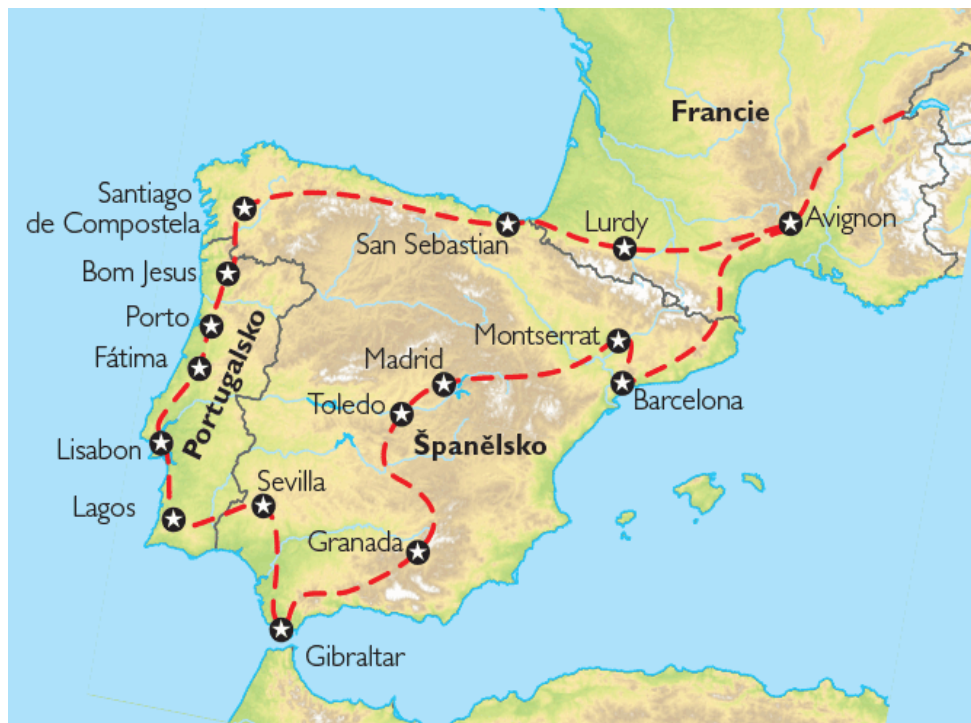 Francie
Santiago
de Compostela
San Sebastian
Lurdy
Avignon
Bom Jesus
Porto
Fátima
Portugalsko
Montserrat
Madrid
Toledo
Barcelona
Španělsko
Lisabon
Sevilla
Lagos
Granada
Gibraltar